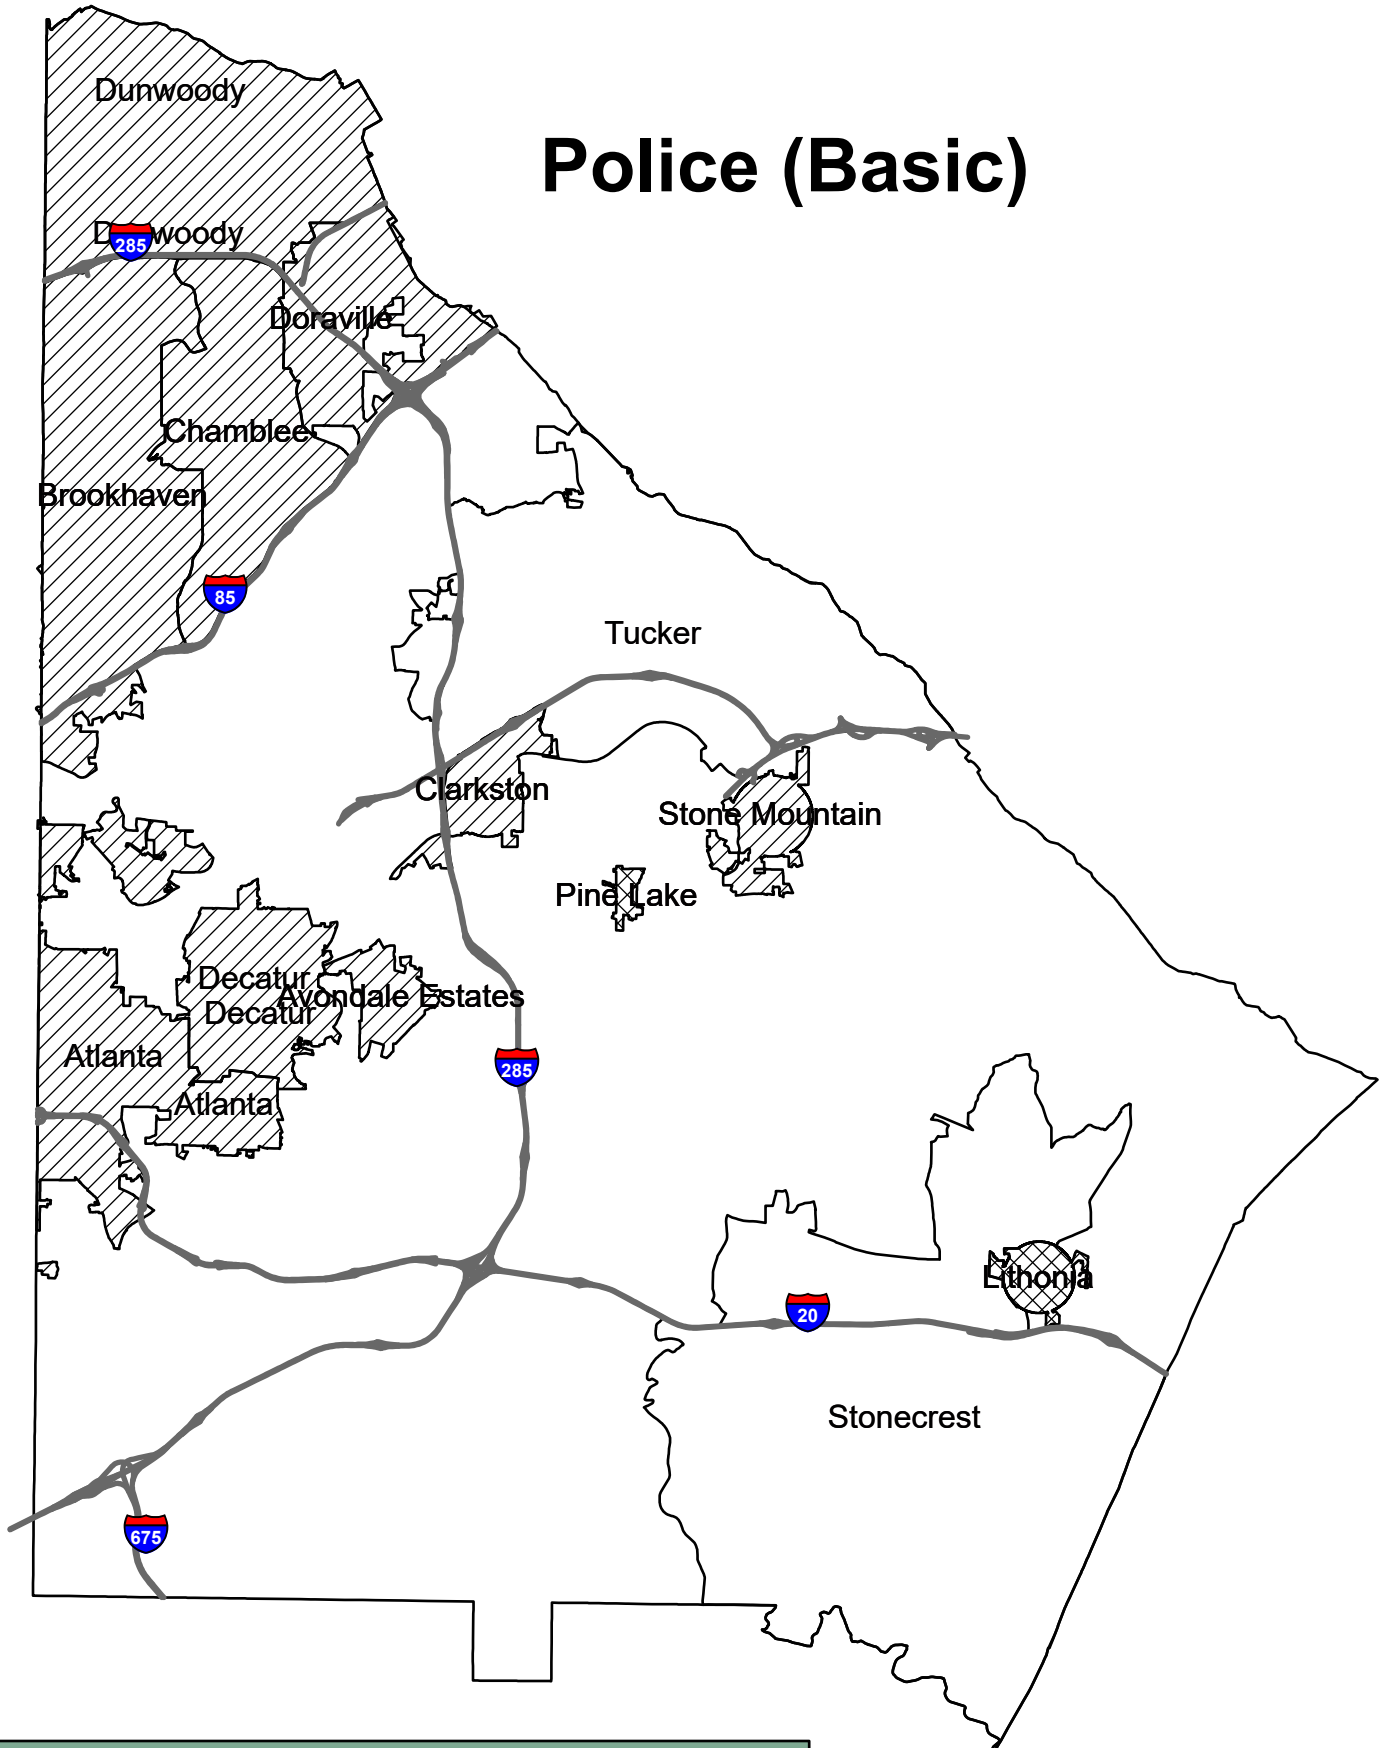 Dunwoody
Police (Basic)
Dunwoody
285
Doraville
Chamblee
Brookhaven
85
Tucker
Clarkston
Stone Mountain
Pine Lake
Decatur
Avondale Estates
Decatur
Atlanta
285
Atlanta
Lithonia
20
Stonecrest
675